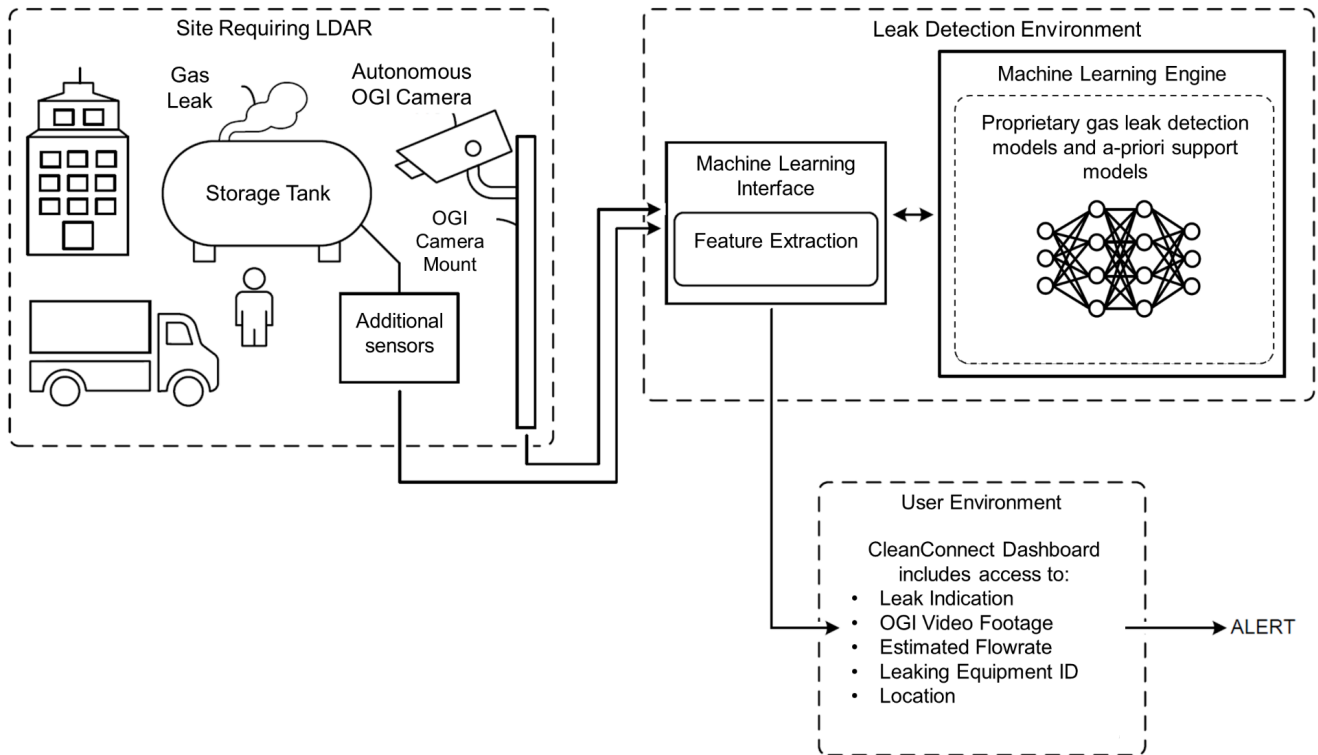 Site Requiring LDAR
Gas
Leak
Autonomous
OGI Camera
Storage Tank
OGI
Camera
Mount
Additional
sensors
Leak Detection Environment
Machine Learning
Interface
Feature Extraction
Machine Learning Engine
Proprietary gas leak detection
models and a-priori support
models
User Environment
CleanConnect Dashboard
includes access to:
• Leak Indication
• OGI Video Footage
• Estimated Flowrate
• Leaking Equipment ID
• Location
ALERT